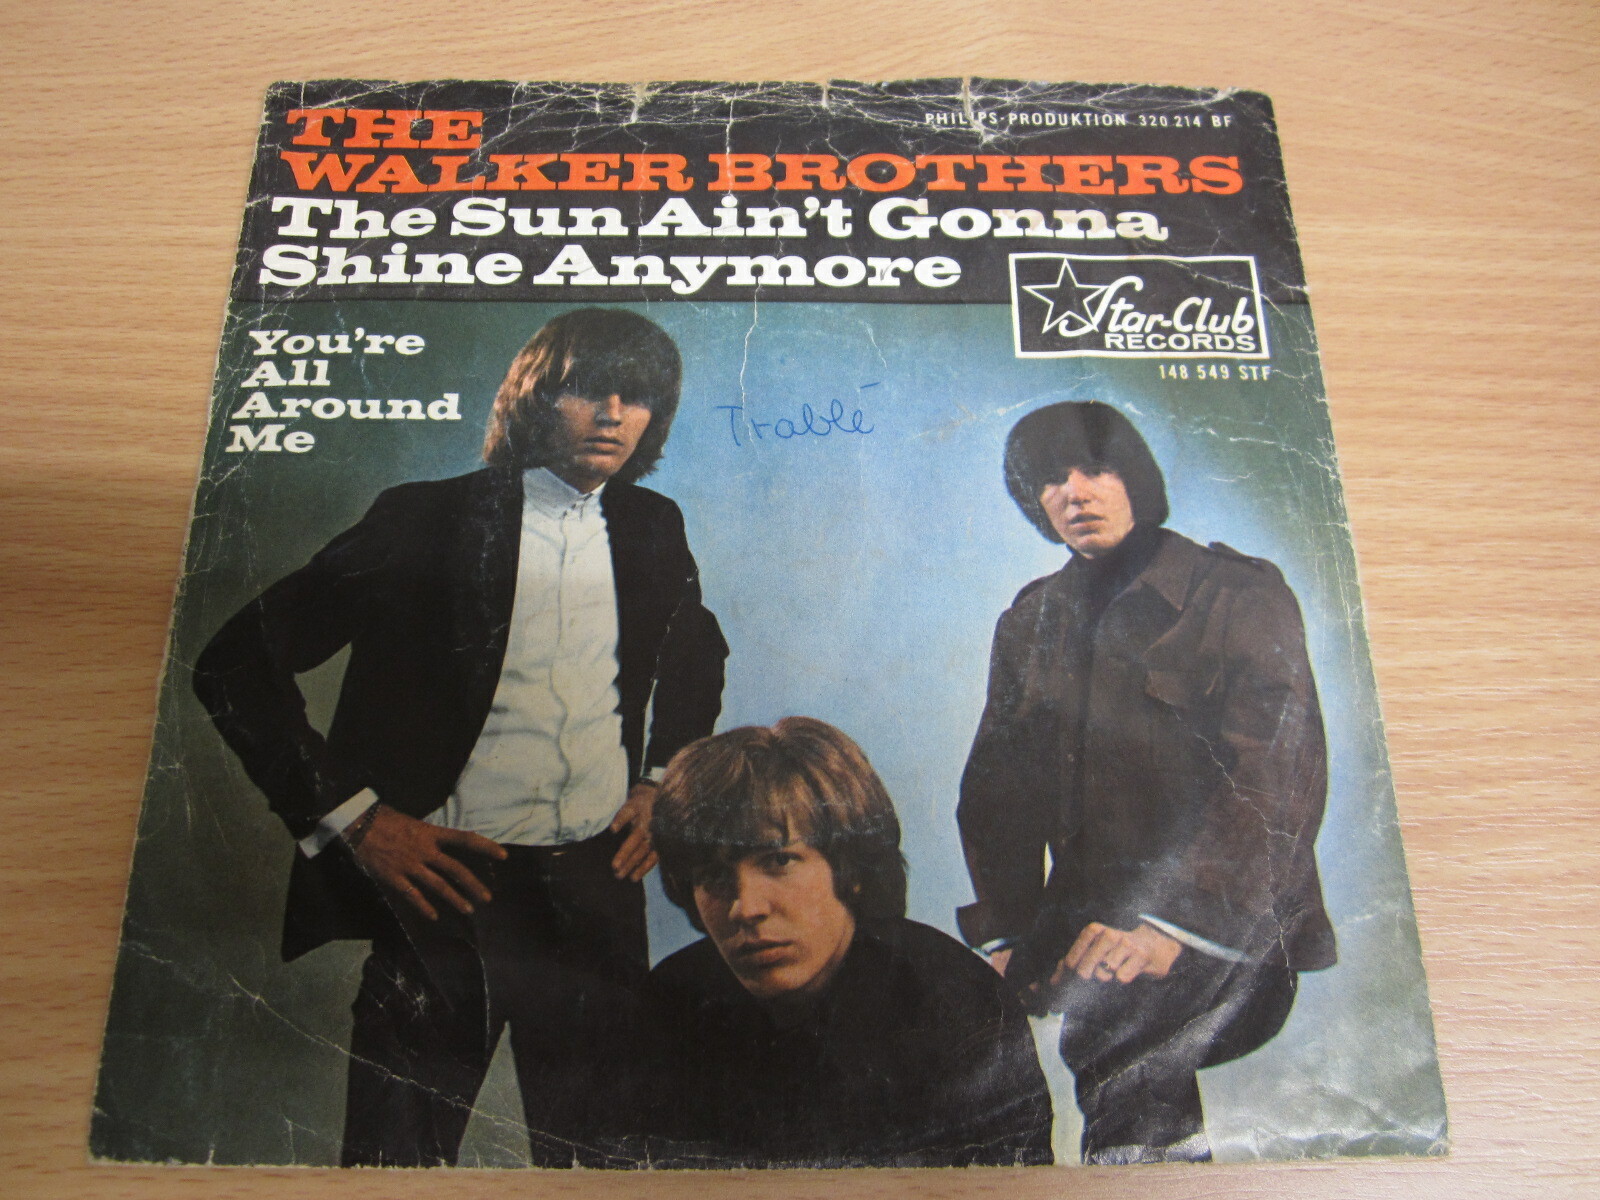 THE
PHILIPS-PRODUKTION 320 214 BF
WALKER BROTHERS
The Sun Ain't Gonna
Shine Anymore
Star-Club
RECORDS
148 549 STF
You're
All
Around
Me
Trablé